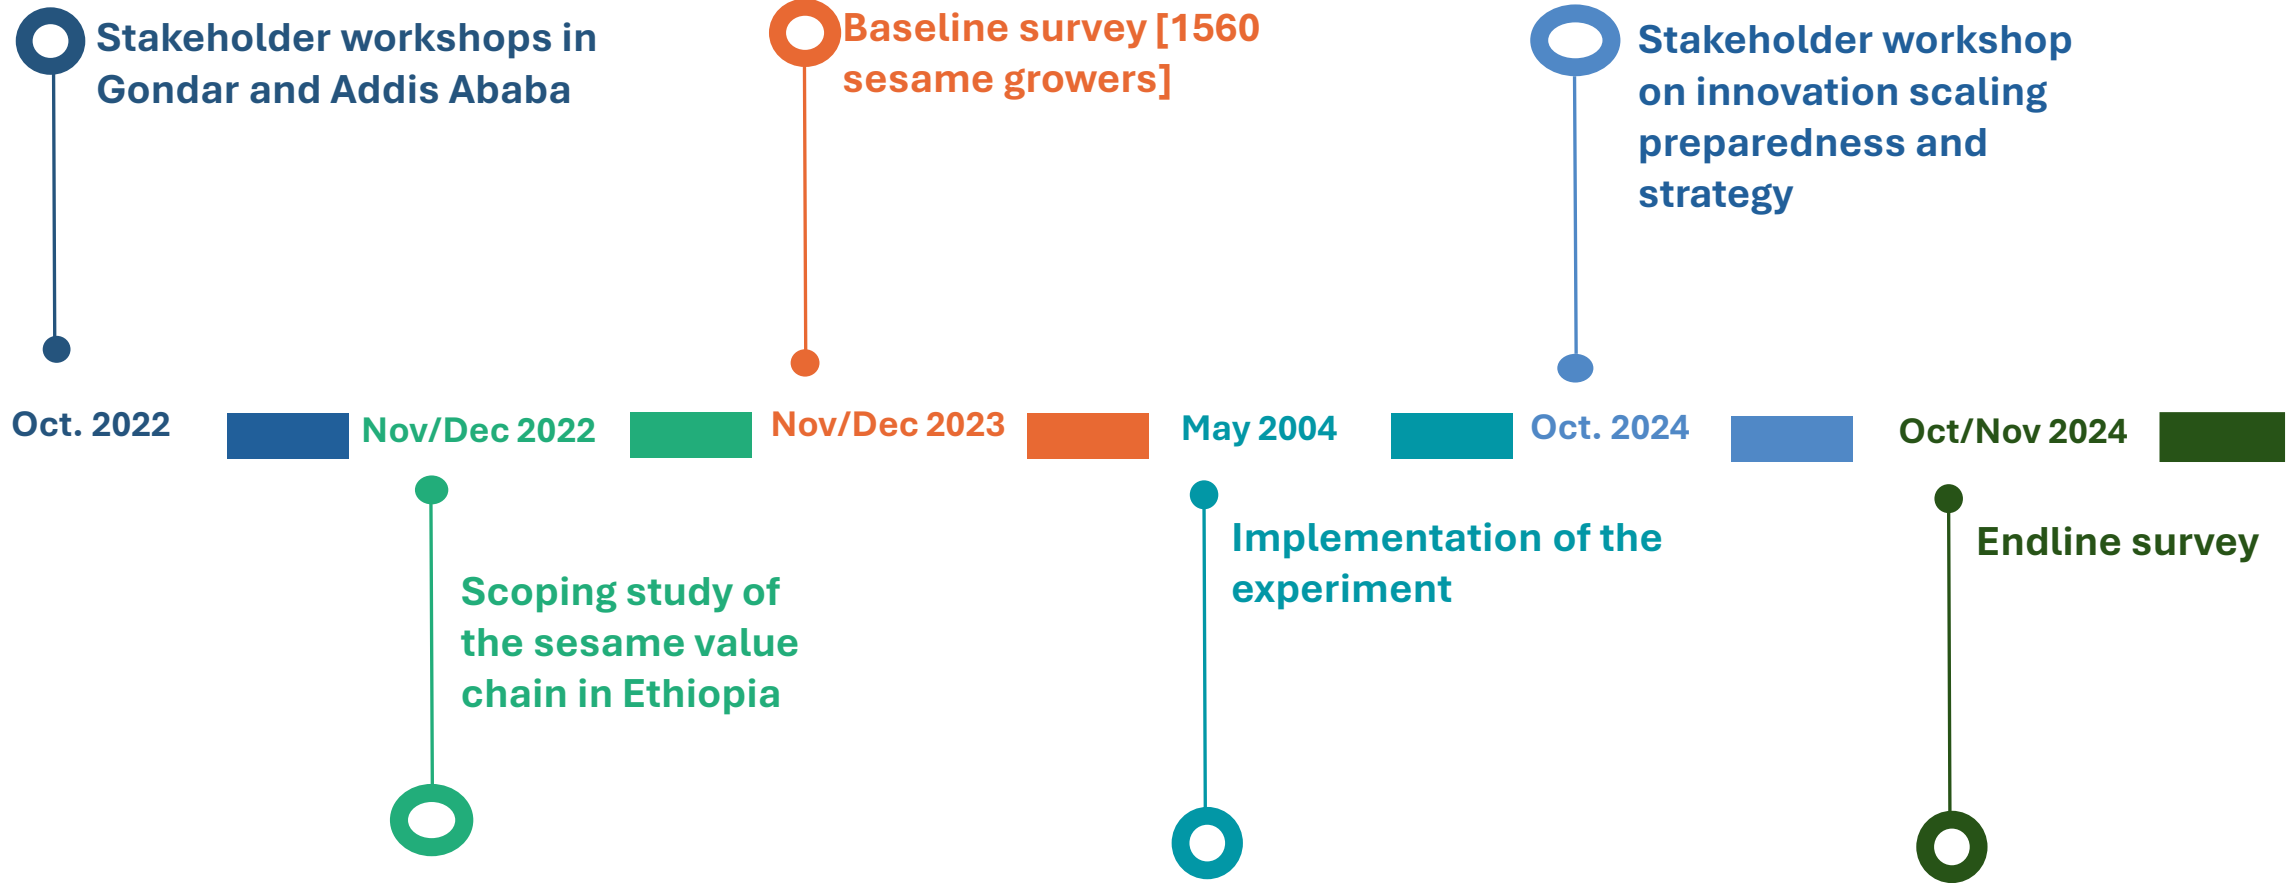 Stakeholder workshops in
Gondar and Addis Ababa
Baseline survey [1560
sesame growers]
Stakeholder workshop
on innovation scaling
preparedness and
strategy
Oct. 2022
Nov/Dec 2022
Nov/Dec 2023
May 2004
Oct. 2024
Oct/Nov 2024
Scoping study of
the sesame value
chain in Ethiopia
Implementation of the
experiment
Endline survey